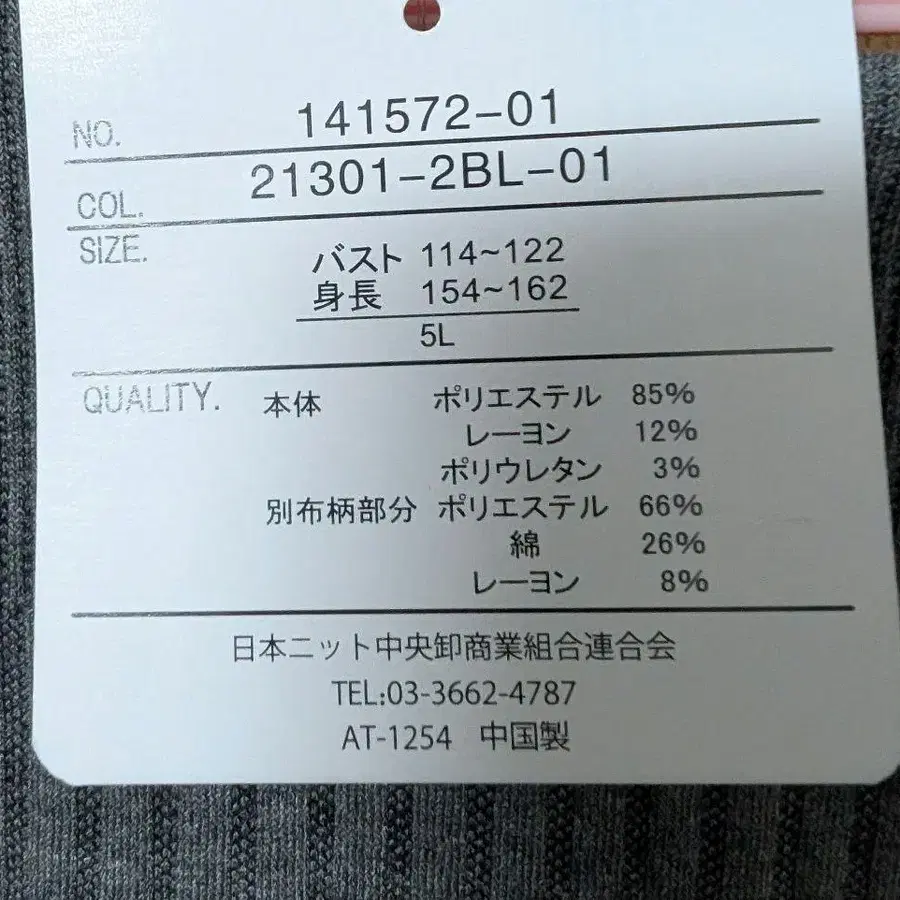 NO. 141572-01
COL. 21301-2BL-01
SIZE. バスト 114~122
身長 154~162
5L
QUALITY. 本体 ポリエステル 85%
レーヨン 12%
ポリウレタン 3%
別布柄部分 ポリエステル 66%
綿 26%
レーヨン 8%
日本ニット中央卸商業組合連合会
TEL:03-3662-4787
AT-1254 中国製